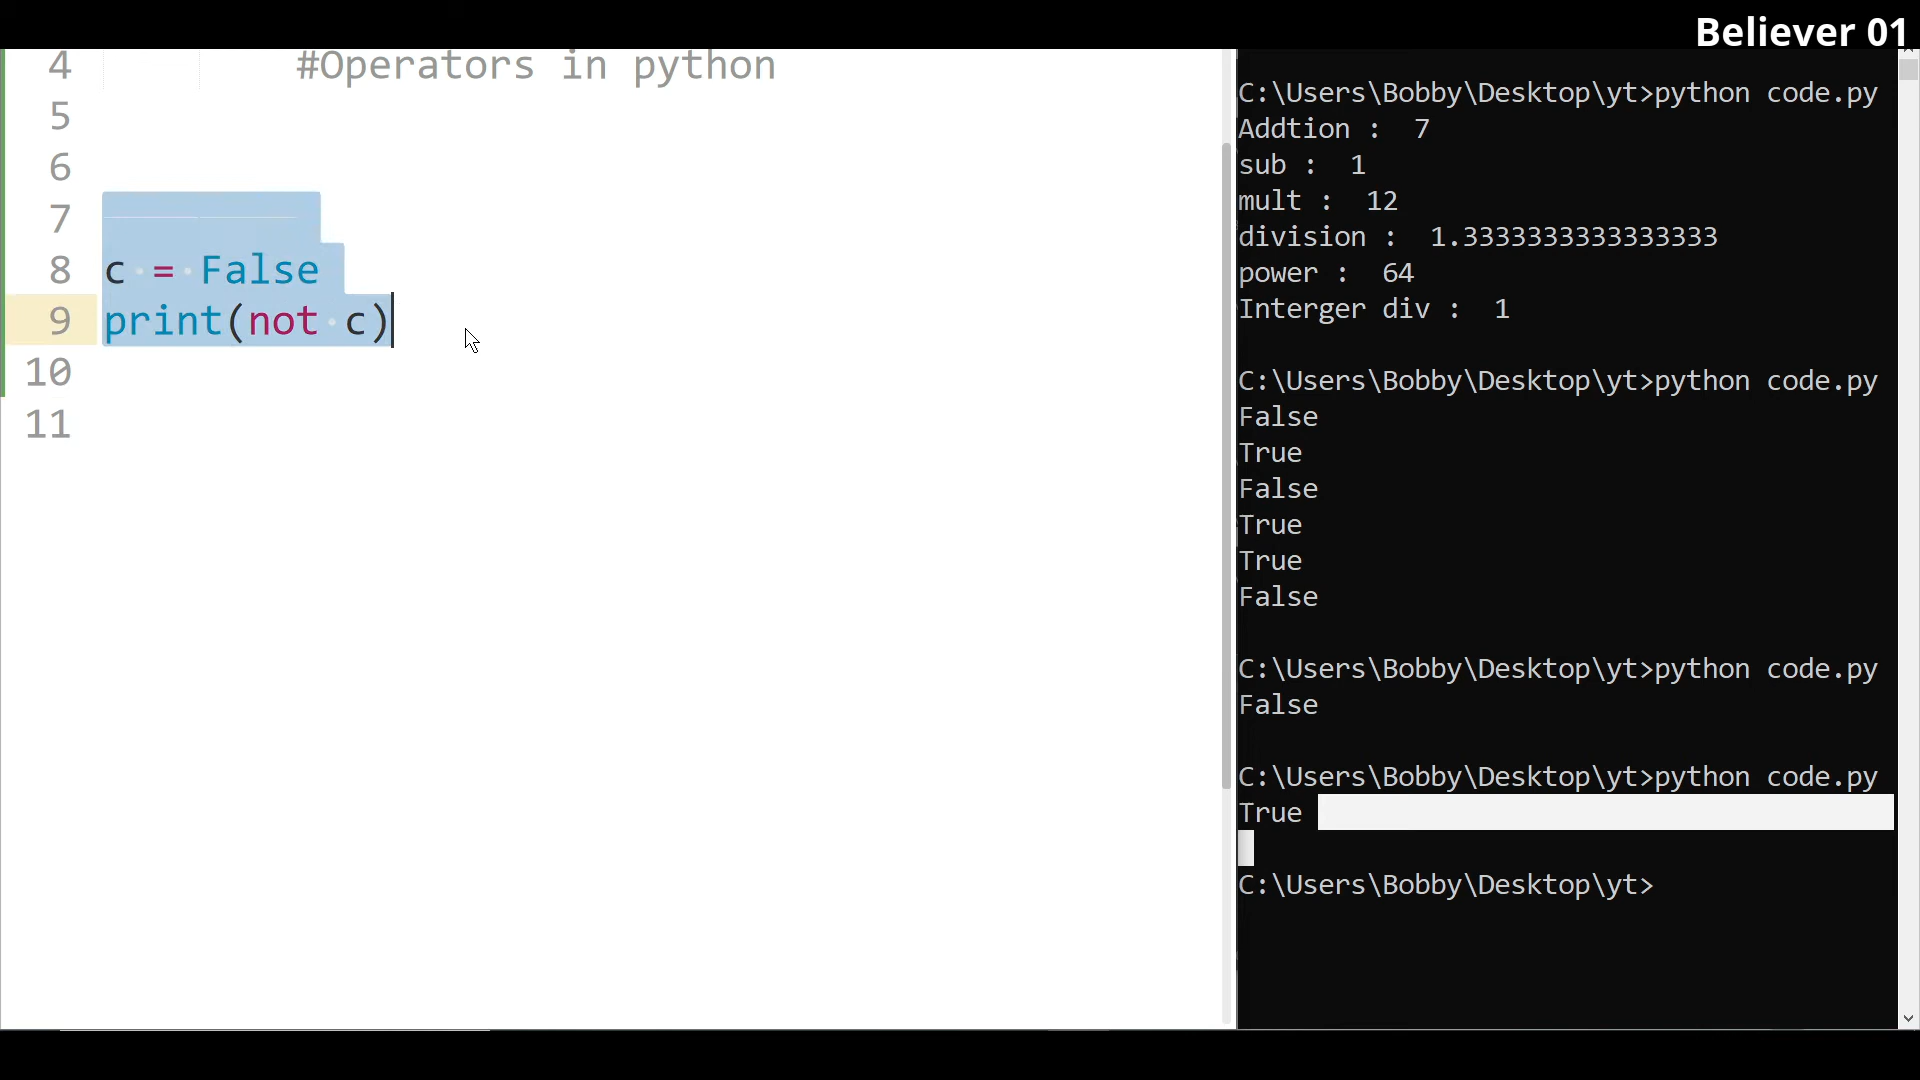 Believer 01
4 #Operators in python
5
6
7
8 c = False
9 print(not c)
10
11
C:\Users\Bobby\Desktop\yt>python code.py
Addtion :  7
sub :  1
mult :  12
division :  1.3333333333333333
power :  64
Interger div :  1
C:\Users\Bobby\Desktop\yt>python code.py
False
True
False
True
True
False
C:\Users\Bobby\Desktop\yt>python code.py
False
C:\Users\Bobby\Desktop\yt>python code.py
True
C:\Users\Bobby\Desktop\yt>